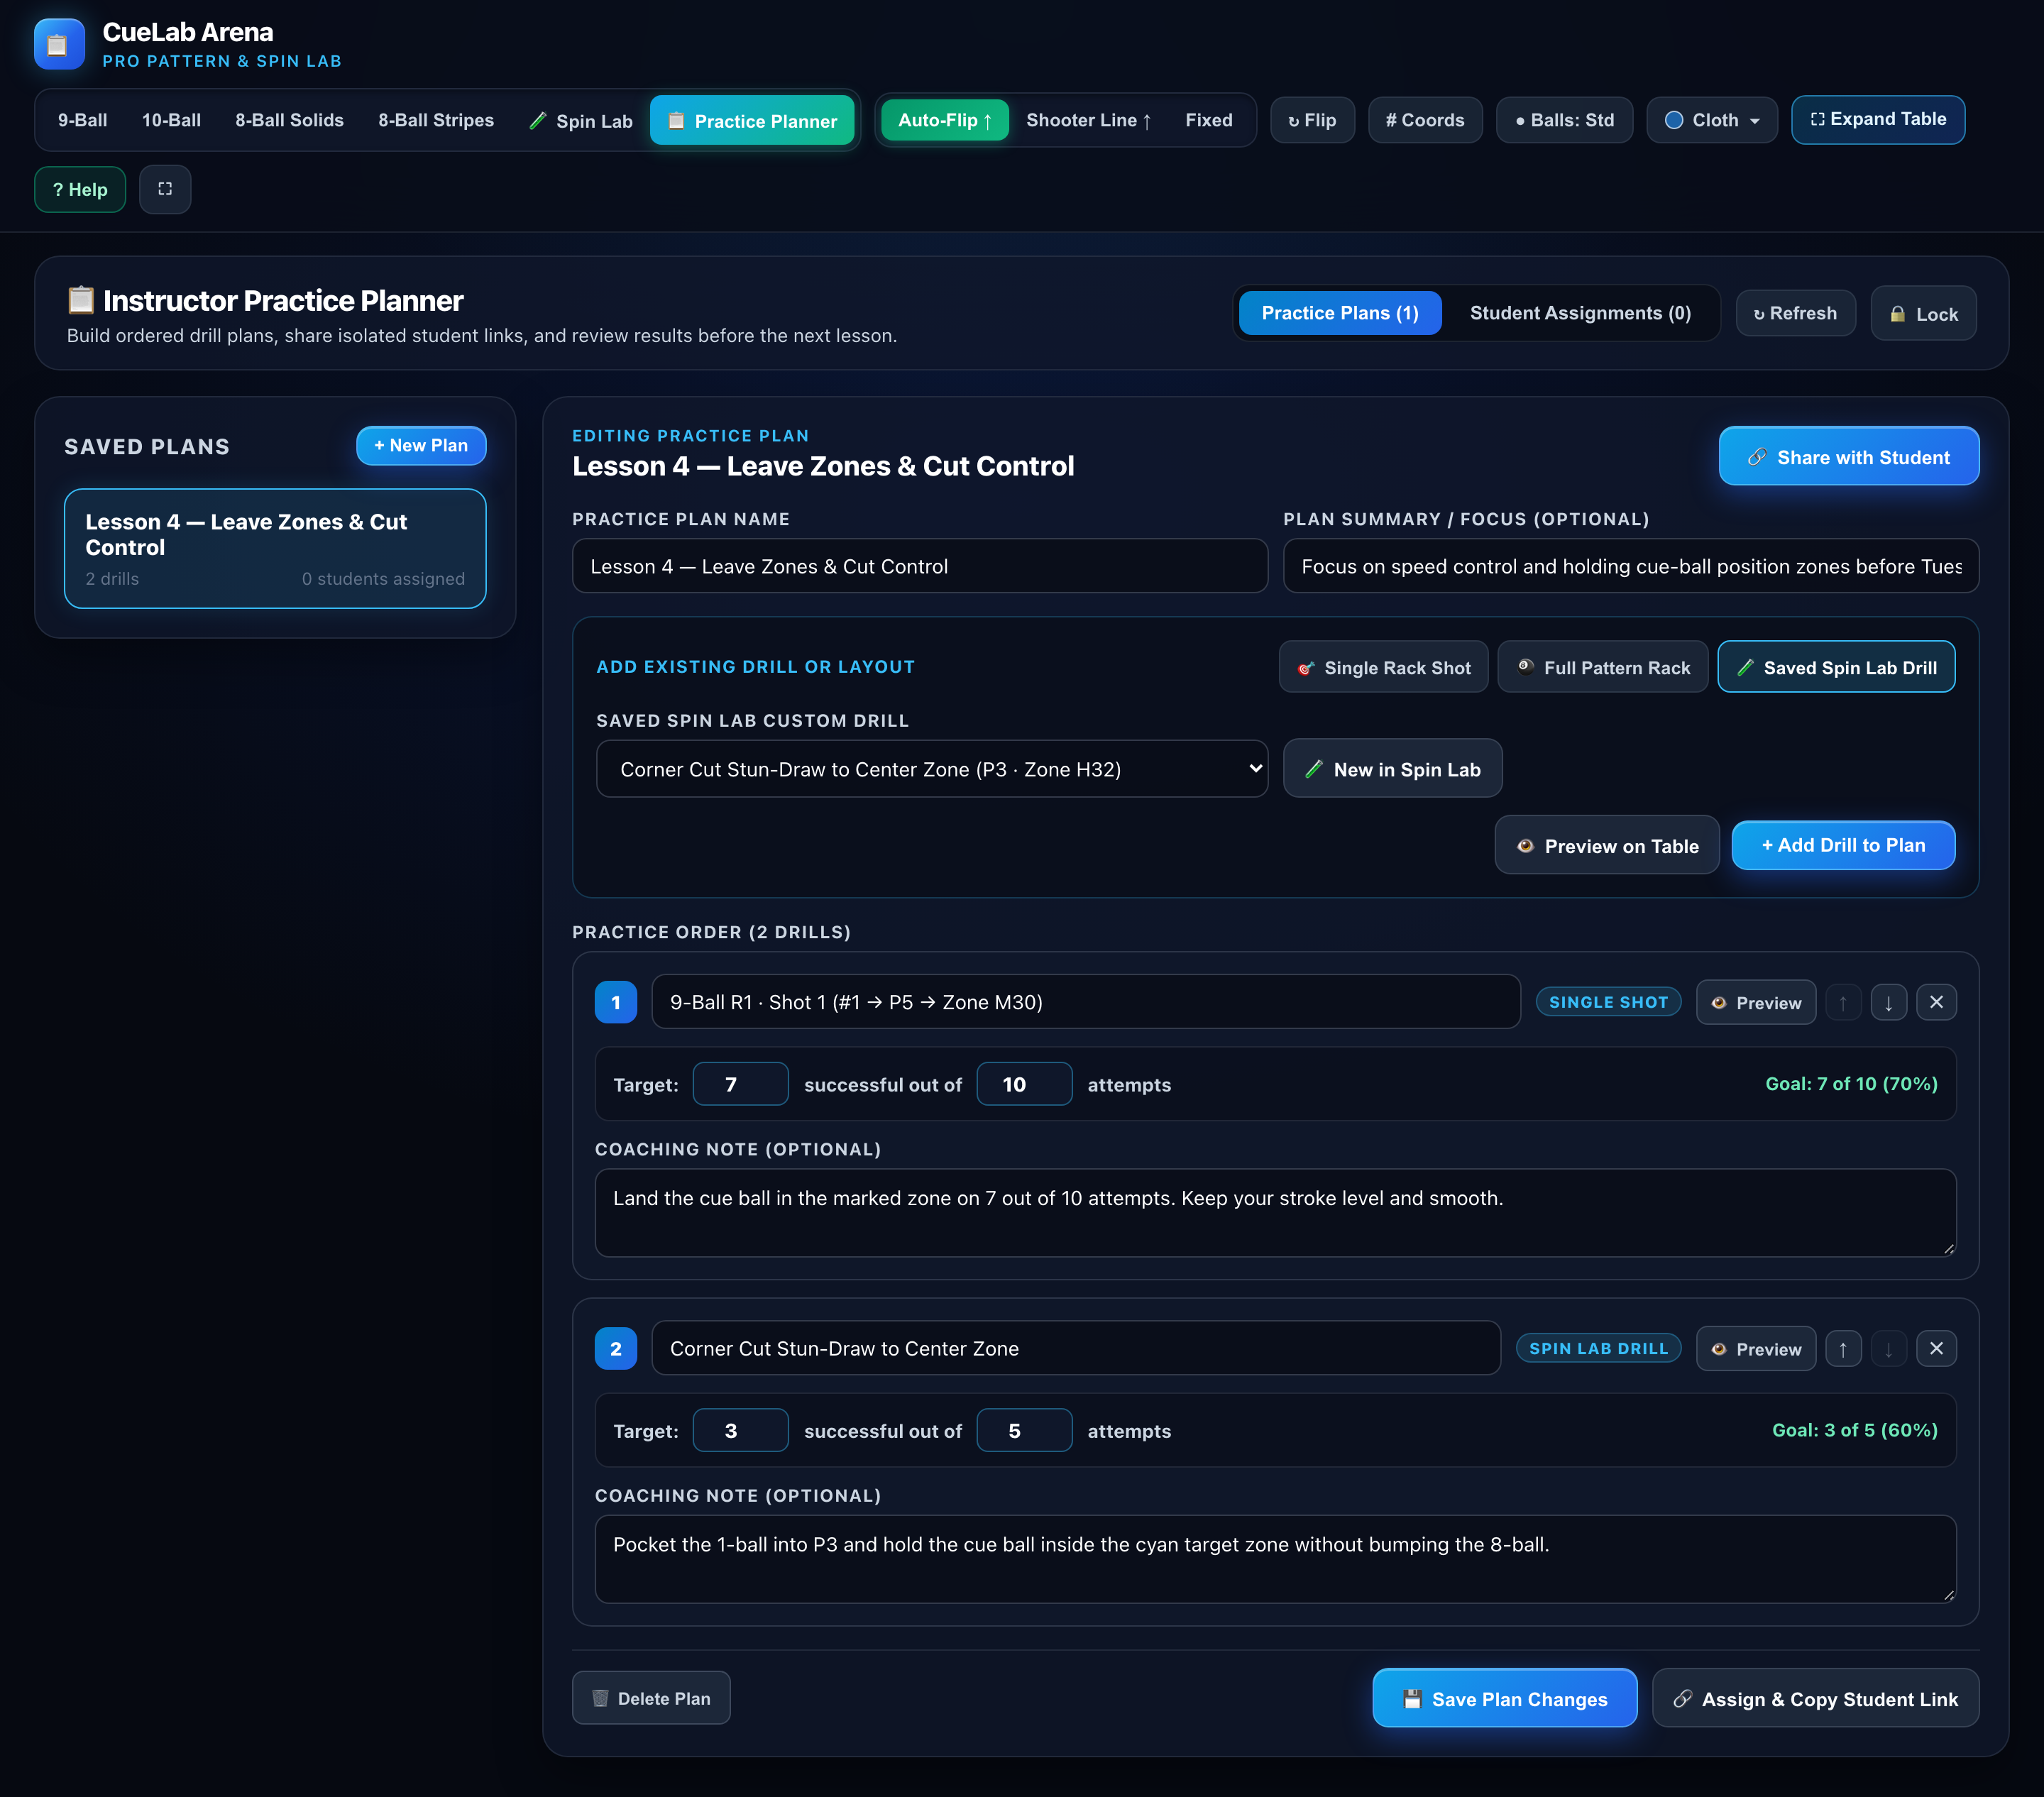 CueLab Arena
PRO PATTERN & SPIN LAB
9-Ball 10-Ball 8-Ball Solids 8-Ball Stripes Spin Lab Practice Planner Auto-Flip ↑ Shooter Line ↑ Fixed ↻ Flip # Coords ● Balls: Std Cloth Expand Table
? Help
Instructor Practice Planner
Build ordered drill plans, share isolated student links, and review results before the next lesson.
Practice Plans (1) Student Assignments (0) ↻ Refresh Lock
SAVED PLANS
+ New Plan
Lesson 4 — Leave Zones & Cut
Control
2 drills 0 students assigned
EDITING PRACTICE PLAN
Lesson 4 — Leave Zones & Cut Control
Share with Student
PRACTICE PLAN NAME PLAN SUMMARY / FOCUS (OPTIONAL)
Lesson 4 — Leave Zones & Cut Control Focus on speed control and holding cue-ball position zones before Tues
ADD EXISTING DRILL OR LAYOUT Single Rack Shot Full Pattern Rack Saved Spin Lab Drill
SAVED SPIN LAB CUSTOM DRILL
Corner Cut Stun-Draw to Center Zone (P3 · Zone H32) New in Spin Lab
Preview on Table + Add Drill to Plan
PRACTICE ORDER (2 DRILLS)
1 9-Ball R1 · Shot 1 (#1 → P5 → Zone M30) SINGLE SHOT Preview ↑ ↓ ✕
Target: 7 successful out of 10 attempts Goal: 7 of 10 (70%)
COACHING NOTE (OPTIONAL)
Land the cue ball in the marked zone on 7 out of 10 attempts. Keep your stroke level and smooth.
2 Corner Cut Stun-Draw to Center Zone SPIN LAB DRILL Preview ↑ ↓ ✕
Target: 3 successful out of 5 attempts Goal: 3 of 5 (60%)
COACHING NOTE (OPTIONAL)
Pocket the 1-ball into P3 and hold the cue ball inside the cyan target zone without bumping the 8-ball.
Delete Plan Save Plan Changes Assign & Copy Student Link